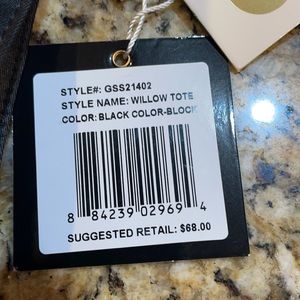 STYLE#: GSS21402
STYLE NAME: WILLOW TOTE
COLOR: BLACK COLOR-BLOCK
8 84239 02969 4
SUGGESTED RETAIL: $68.00